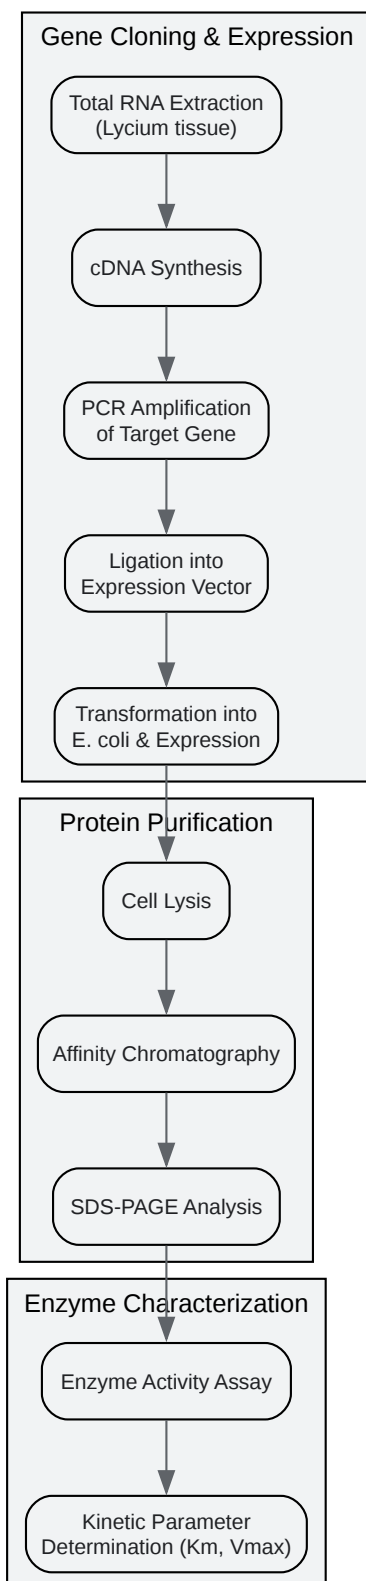 Gene Cloning & Expression
Total RNA Extraction
(Lycium tissue)
cDNA Synthesis
PCR Amplification
of Target Gene
Ligation into
Expression Vector
Transformation into
E. coli & Expression
Protein Purification
Cell Lysis
Affinity Chromatography
SDS-PAGE Analysis
Enzyme Characterization
Enzyme Activity Assay
Kinetic Parameter
Determination (Km, Vmax)